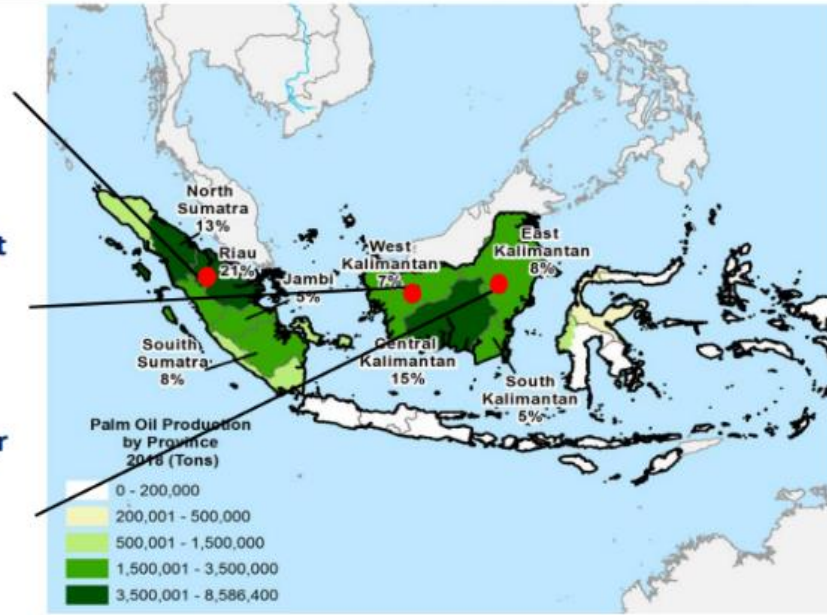 North
Sumatra
13%
Riau
21%
Jambi
5%
West
Kalimantan
7%
East
Kalimantan
8%
Souith
Sumatra
8%
Central
Kalimantan
15%
South
Kalimantan
5%
Palm Oil Production
by Province
2018 (Tons)
0 - 200,000
200,001 - 500,000
500,001 - 1,500,000
1,500,001 - 3,500,000
3,500,001 - 8,586,400